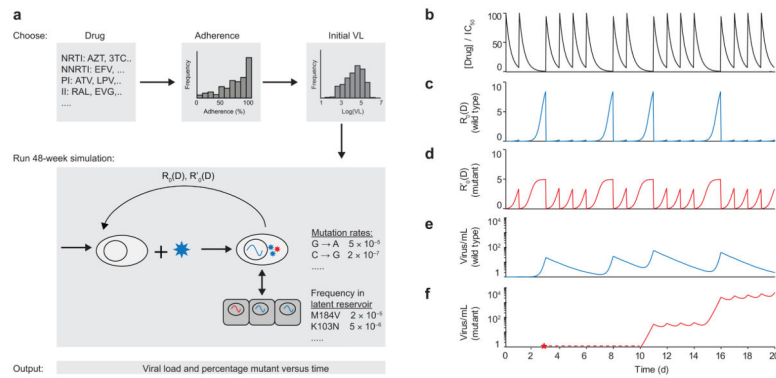 a
Choose:
Drug
Adherence
Initial VL
NRTI: AZT, 3TC..
NNRTI: EFV, ...
PI: ATV, LPV,..
II: RAL, EVG,..
....
Frequency
0 50 100
Adherence (%)
Frequency
1 3 5 7
Log(VL)
Run 48-week simulation:
R₀(D), R'₀(D)
+
Mutation rates:
G → A 5 × 10⁻⁵
C → G 2 × 10⁻⁷
.....
Frequency in
latent reservoir
M184V 2 × 10⁻⁵
K103N 5 × 10⁻⁶
.....
Output:
Viral load and percentage mutant versus time
b
[Drug] / IC₅₀
100
50
0
c
R₀(D)
(wild type)
10
5
0
d
R'₀(D)
(mutant)
10
5
0
e
Virus/mL
(wild type)
10⁴
10²
1
f
Virus/mL
(mutant)
10⁴
10²
1
0 2 4 6 8 10 12 14 16 18 20
Time (d)